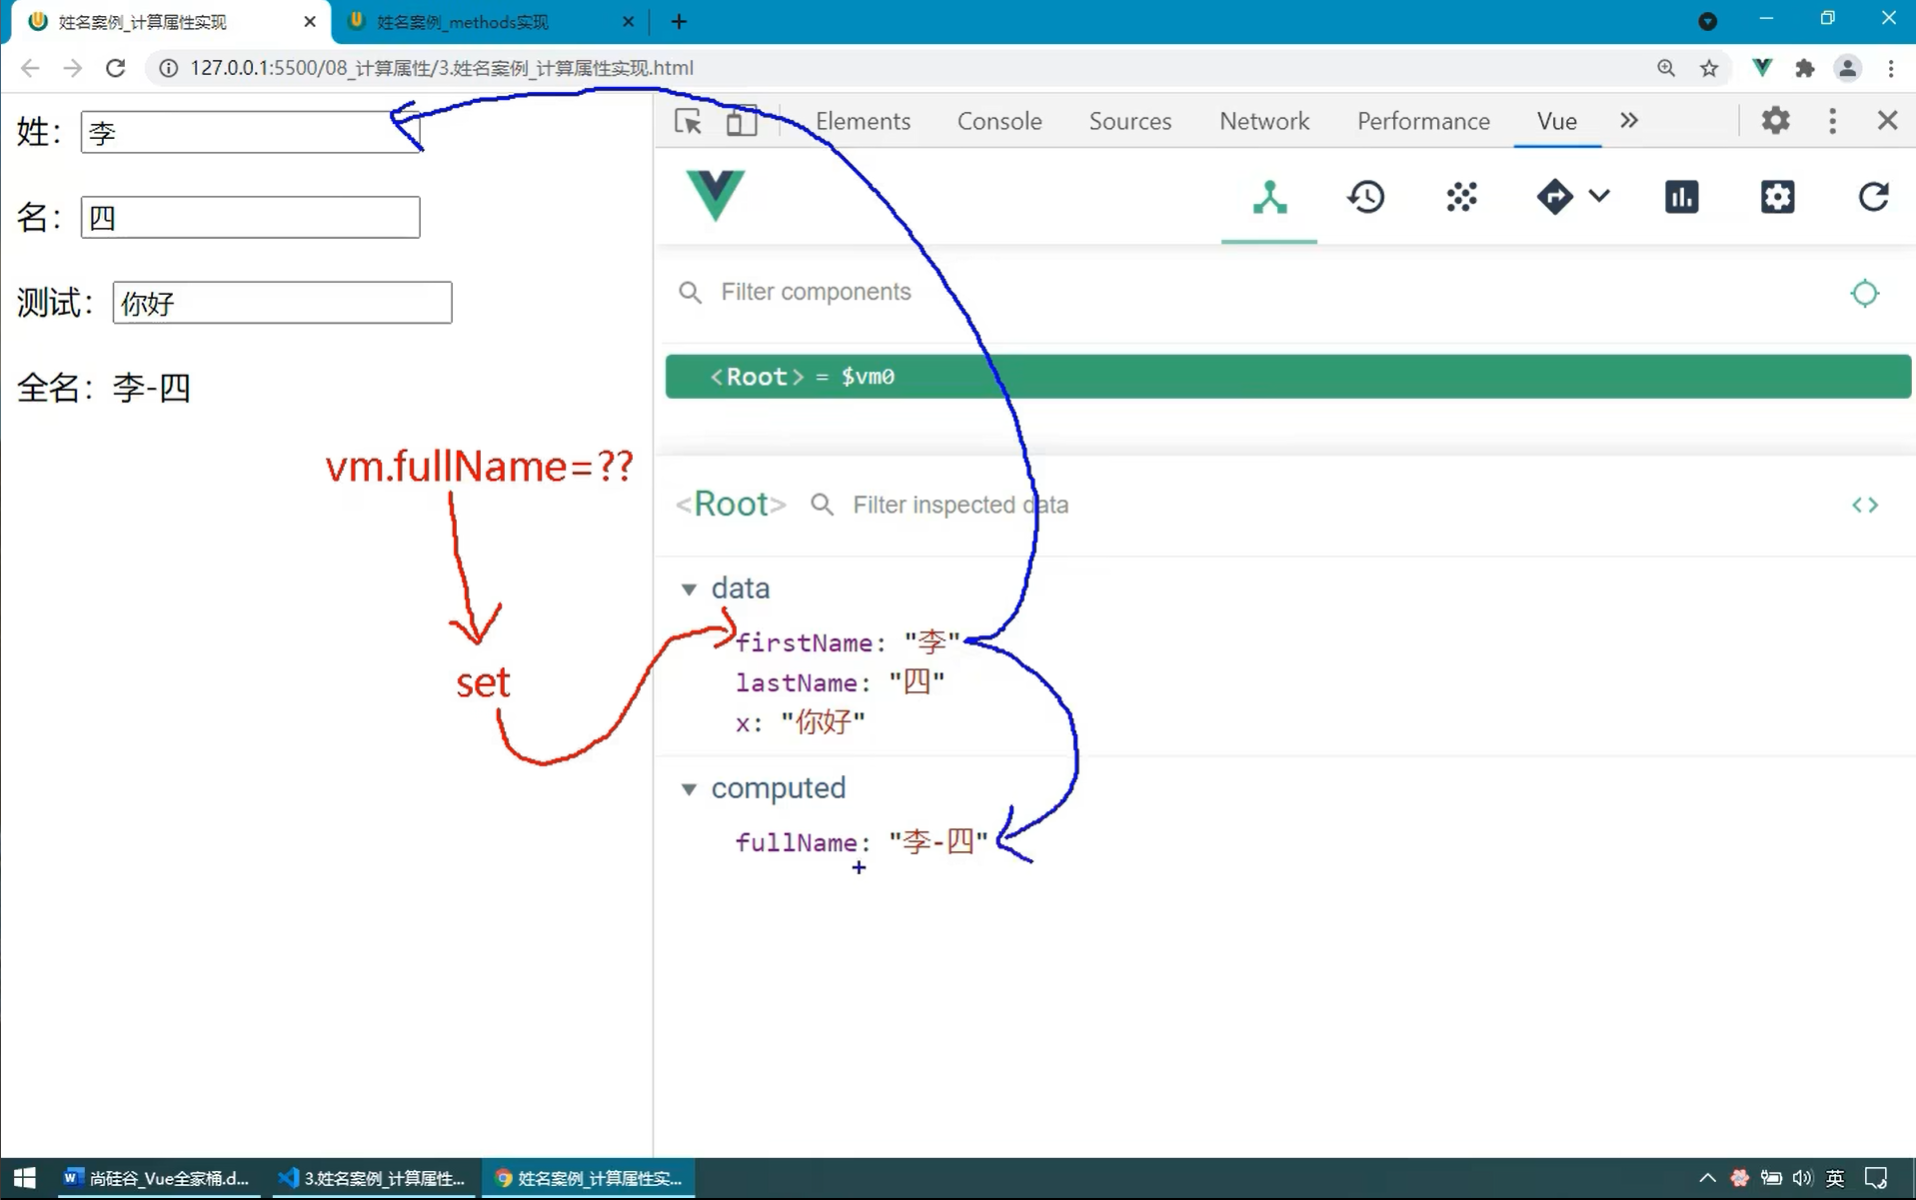 姓名案例_计算属性实现
姓名案例_methods实现
127.0.0.1:5500/08_计算属性/3.姓名案例_计算属性实现.html
姓：李
名：四
测试：你好
全名：李-四
vm.fullName=??
set
Elements Console Sources Network Performance Vue
Filter components
<Root> = $vm0
<Root> Filter inspected data
data
firstName: "李"
lastName: "四"
x: "你好"
computed
fullName: "李-四"
尚硅谷_Vue全家桶.d...
3.姓名案例_计算属性...
姓名案例_计算属性实...
英